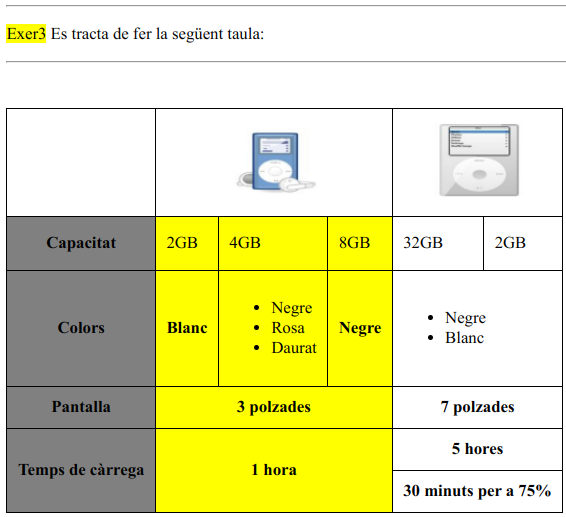 Exer3 Es tracta de fer la següent taula:
Capacitat 2GB 4GB 8GB 32GB 2GB
Colors Blanc Negre Rosa Daurat Negre Negre Blanc
Pantalla 3 polzades 7 polzades
Temps de càrrega 1 hora 5 hores
30 minuts per a 75%